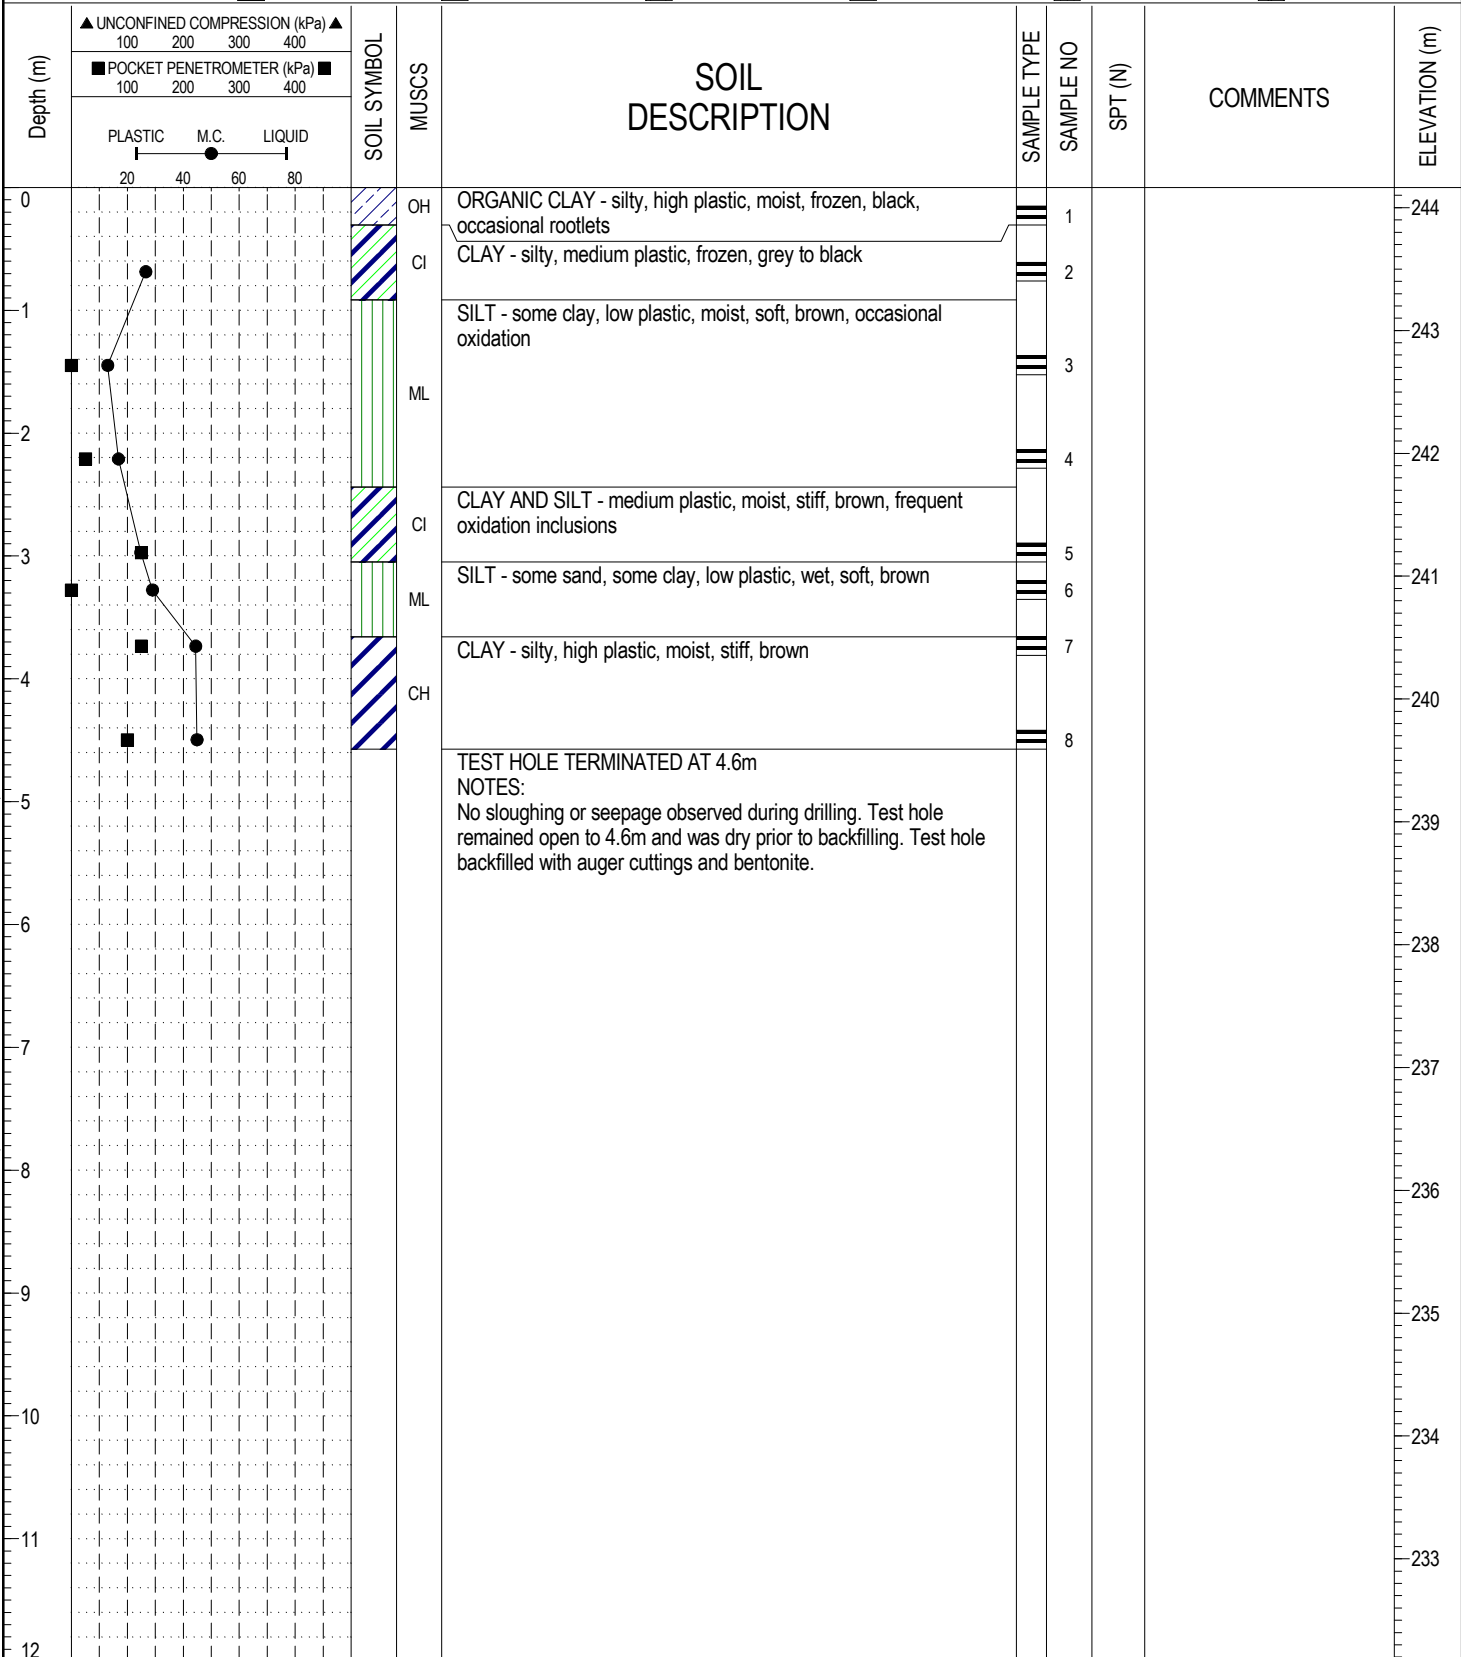 Depth (m)
▲ UNCONFINED COMPRESSION (kPa) ▲
100 200 300 400
■ POCKET PENETROMETER (kPa) ■
100 200 300 400
PLASTIC M.C. LIQUID
20 40 60 80
SOIL SYMBOL
MUSCS
SOIL
DESCRIPTION
SAMPLE TYPE
SAMPLE NO
SPT (N)
COMMENTS
ELEVATION (m)
0
1
2
3
4
5
6
7
8
9
10
11
12
OH
CI
ML
CI
ML
CH
ORGANIC CLAY - silty, high plastic, moist, frozen, black,
occasional rootlets
CLAY - silty, medium plastic, frozen, grey to black
SILT - some clay, low plastic, moist, soft, brown, occasional
oxidation
CLAY AND SILT - medium plastic, moist, stiff, brown, frequent
oxidation inclusions
SILT - some sand, some clay, low plastic, wet, soft, brown
CLAY - silty, high plastic, moist, stiff, brown
TEST HOLE TERMINATED AT 4.6m
NOTES:
No sloughing or seepage observed during drilling. Test hole
remained open to 4.6m and was dry prior to backfilling. Test hole
backfilled with auger cuttings and bentonite.
1
2
3
4
5
6
7
8
244
243
242
241
240
239
238
237
236
235
234
233